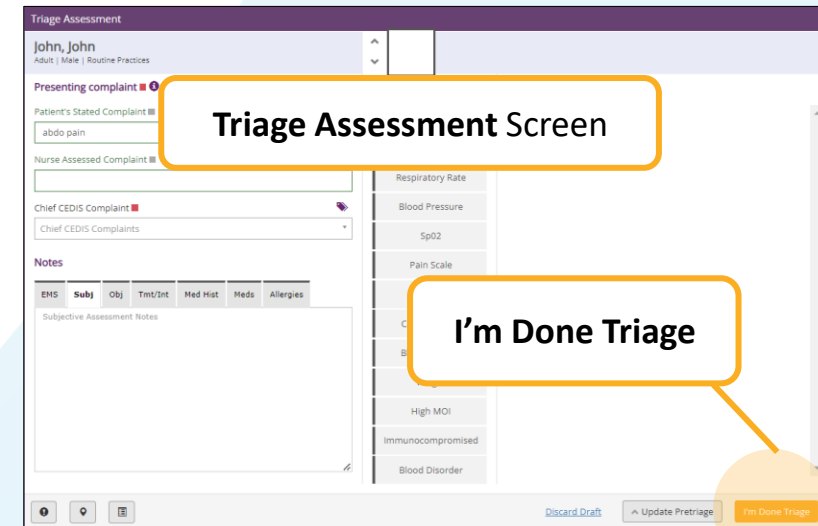 Triage Assessment
John, John
Adult | Male | Routine Practices
Presenting complaint
Patient's Stated Complaint
abdo pain
Nurse Assessed Complaint
Chief CEDIS Complaint
Chief CEDIS Complaints
Notes
EMS Subj Obj Tmt/Int Med Hist Meds Allergies
Subjective Assessment Notes
Triage Assessment Screen
Respiratory Rate
Blood Pressure
Sp02
Pain Scale
I'm Done Triage
High MOI
Immunocompromised
Blood Disorder
Discard Draft
Update Pretriage
I'm Done Triage